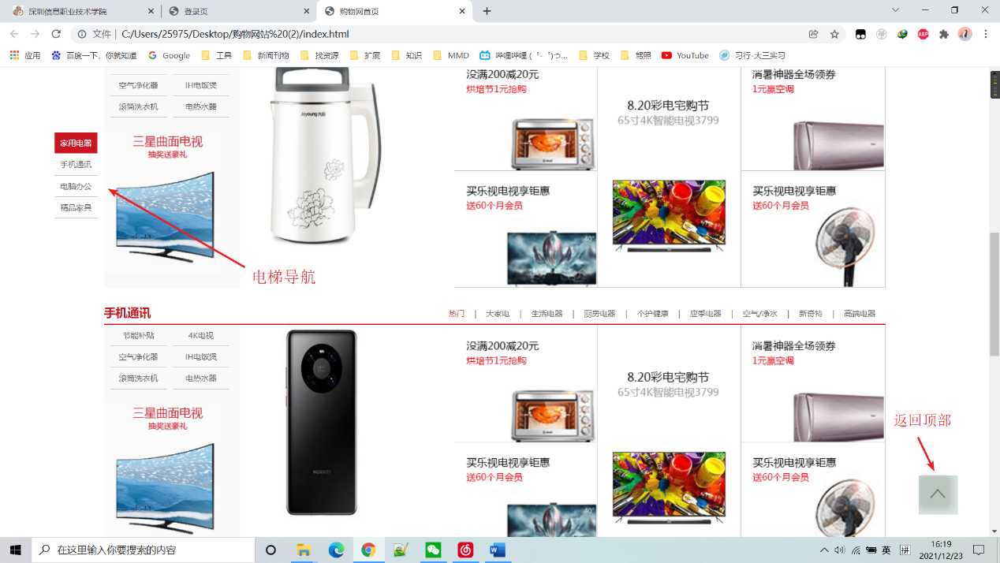 深圳信息职业技术学院
登录页
购物网首页
文件 | C:/Users/25975/Desktop/购物网站%20(2)/index.html
ABP
应用
百度一下，你就知道
Google
工具
新闻刊物
找资源
扩展
知识
MMD
哔哩哔哩 (゜-゜)つ...
学校
驾照
YouTube
习行-大三实习
空气净化器
IH电饭煲
滚筒洗衣机
电热水器
三星曲面电视
抽奖送豪礼
Joyoung九阳
没满200减20元
烘培节1元抢购
8.20彩电宅购节
65寸4K智能电视3799
消暑神器全场领券
1元赢空调
买乐视电视享钜惠
送60个月会员
40"
55
买乐视电视享钜惠
送60个月会员
家用电器
手机通讯
电脑办公
精品家具
电梯导航
手机通讯
热门 | 大家电 | 生活电器 | 厨房电器 | 个护健康 | 应季电器 | 空气/净水 | 新奇特 | 高端电器
节能补贴
4K电视
空气净化器
IH电饭煲
滚筒洗衣机
电热水器
三星曲面电视
抽奖送豪礼
HUAWEI
没满200减20元
烘培节1元抢购
8.20彩电宅购节
65寸4K智能电视3799
消暑神器全场领券
1元赢空调
买乐视电视享钜惠
送60个月会员
40"
55
买乐视电视享钜惠
送60个月会员
返回顶部
在这里输入你要搜索的内容
英
拼
16:19
2021/12/23